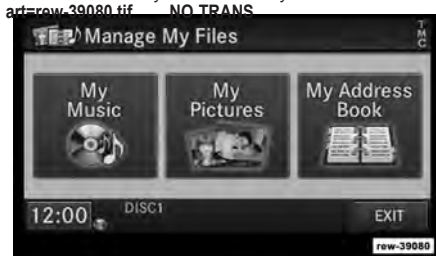 art=rew-39080.tif NO TRANS
Manage My Files
TMC
My Music
My Pictures
My Address Book
12:00
DISC1
EXIT
rew-39080